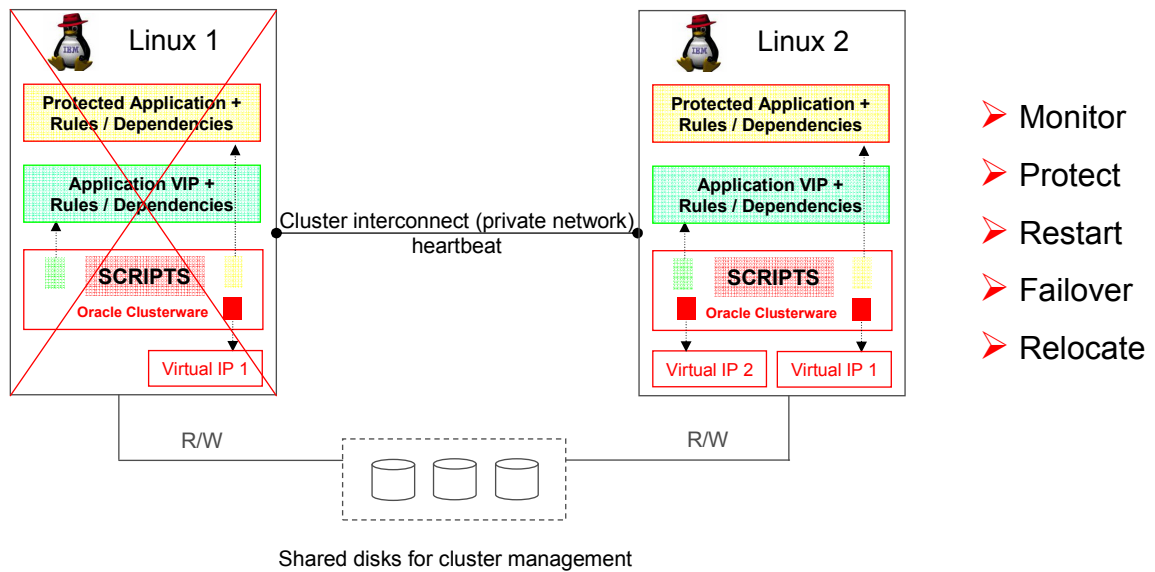 Linux 1
IBM
Protected Application +
Rules / Dependencies
Application VIP +
Rules / Dependencies
SCRIPTS
Oracle Clusterware
Virtual IP 1
Cluster interconnect (private network)
heartbeat
Linux 2
IBM
Protected Application +
Rules / Dependencies
Application VIP +
Rules / Dependencies
SCRIPTS
Oracle Clusterware
Virtual IP 2
Virtual IP 1
Monitor
Protect
Restart
Failover
Relocate
R/W
R/W
Shared disks for cluster management